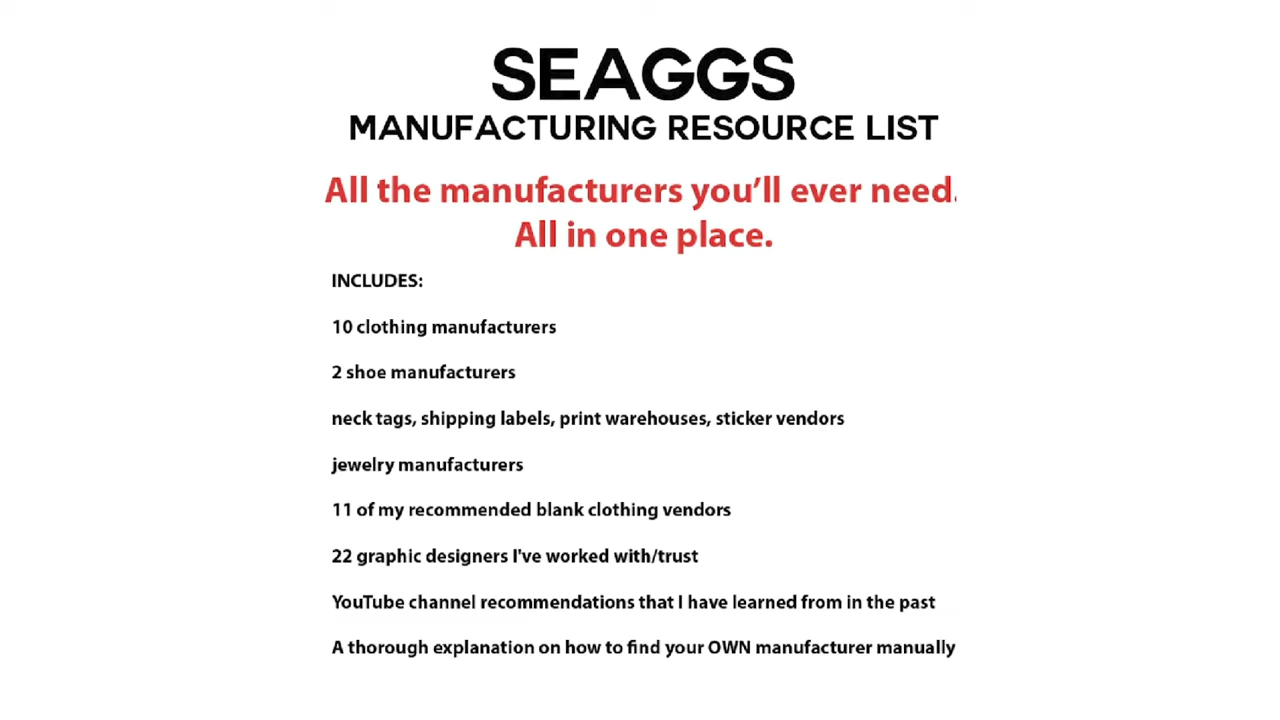 SEAGGS
MANUFACTURING RESOURCE LIST
All the manufacturers you’ll ever need.
All in one place.
INCLUDES:
10 clothing manufacturers
2 shoe manufacturers
neck tags, shipping labels, print warehouses, sticker vendors
jewelry manufacturers
11 of my recommended blank clothing vendors
22 graphic designers I've worked with/trust
YouTube channel recommendations that I have learned from in the past
A thorough explanation on how to find your OWN manufacturer manually